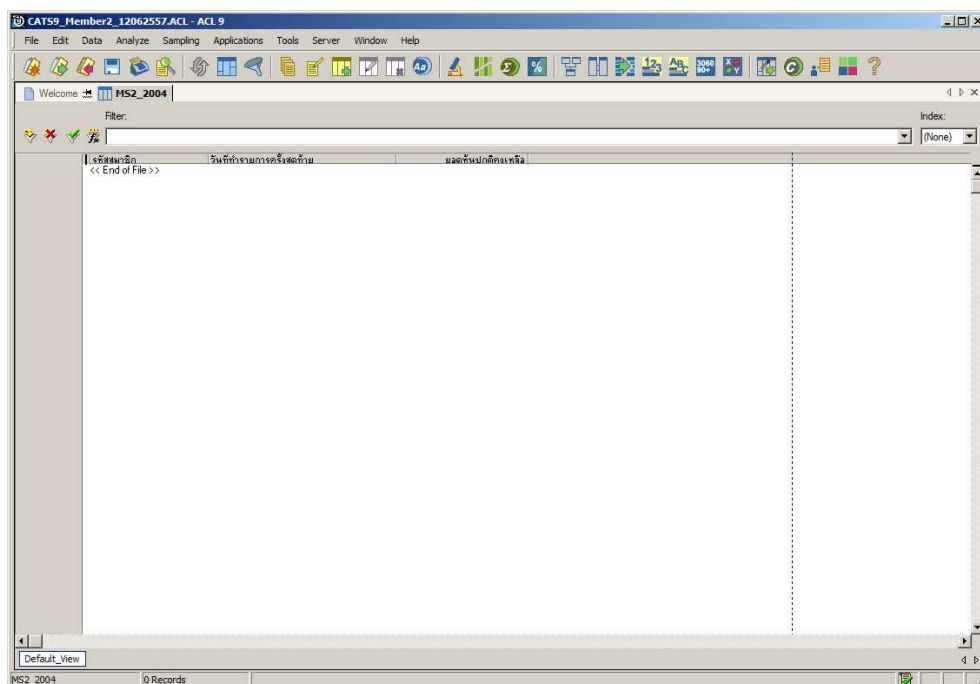 CATS9_Member2_12062557.ACL - ACL 9
File Edit Data Analyze Sampling Applications Tools Server Window Help
Welcome MS2_2004
Filter: Index:
(None)
รหัสสมาชิก วันที่ทำรายการครั้งสุดท้าย ยอดหุ้นปกติคงเหลือ
<< End of File >>
Default_View
MS2_2004 0 Records